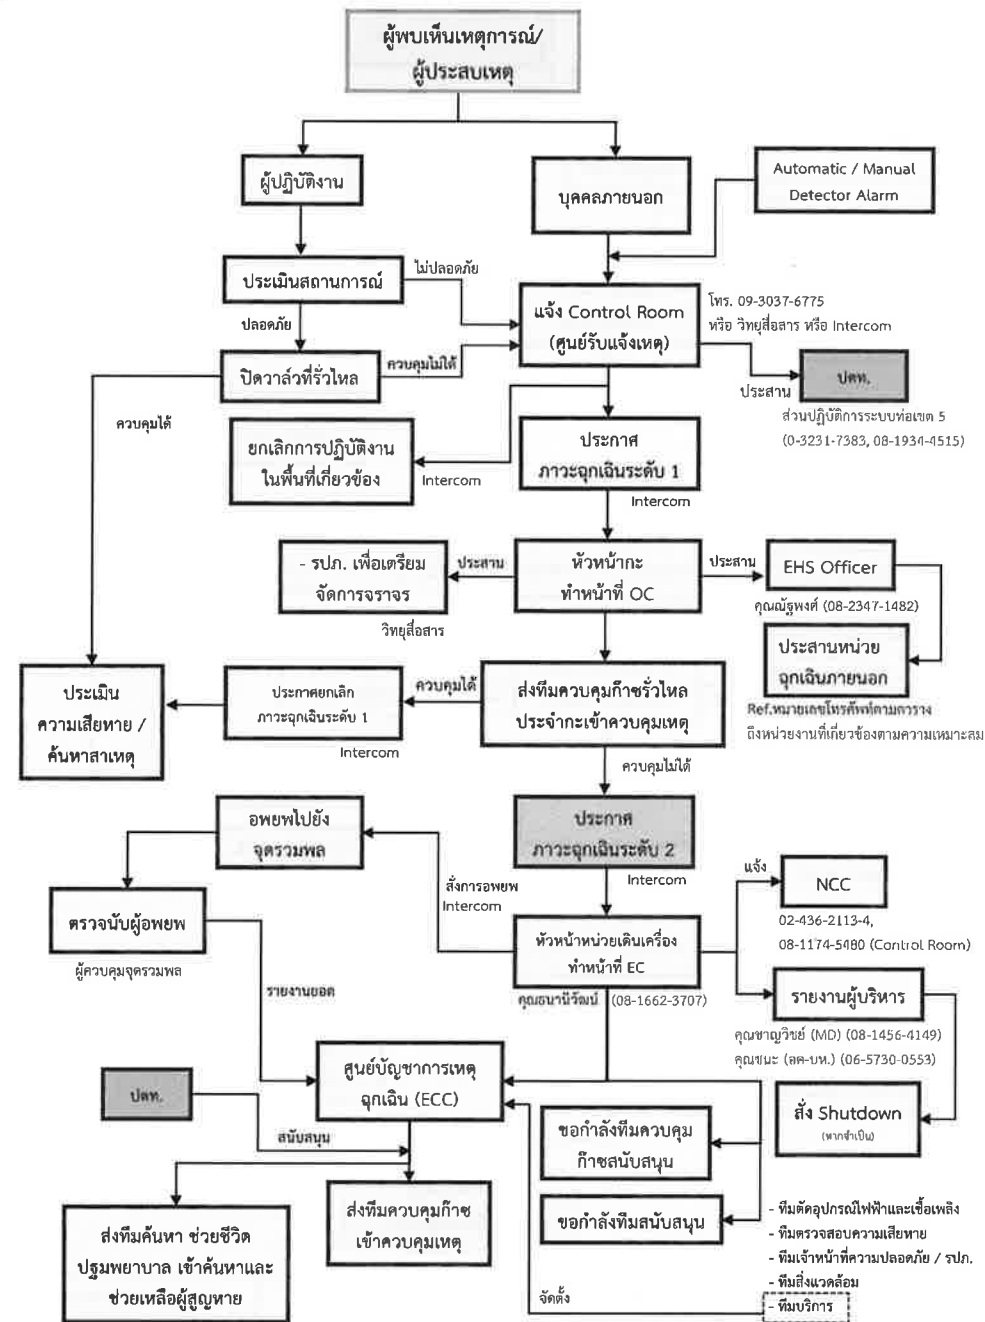 ผู้พบเห็นเหตุการณ์/
ผู้ประสบเหตุ
ผู้ปฏิบัติงาน
บุคคลภายนอก
Automatic / Manual
Detector Alarm
ประเมินสถานการณ์
ไม่ปลอดภัย
ปลอดภัย
แจ้ง Control Room
(ศูนย์รับแจ้งเหตุ)
โทร. 09-3037-6775
หรือ วิทยุสื่อสาร หรือ Intercom
ปิดวาล์วที่รั่วไหล
ควบคุมไม่ได้
ควบคุมได้
ประสาน
ปตท.
ส่วนปฏิบัติการระบบท่อเขต 5
(0-3231-7383, 08-1934-4515)
ยกเลิกการปฏิบัติงาน
ในพื้นที่เกี่ยวข้อง
Intercom
ประกาศ
ภาวะฉุกเฉินระดับ 1
Intercom
- รปภ. เพื่อเตรียม
จัดการจราจร
วิทยุสื่อสาร
ประสาน
หัวหน้ากะ
ทำหน้าที่ OC
ประสาน
EHS Officer
คุณณัฐพงศ์ (08-2347-1482)
ประสานหน่วย
ฉุกเฉินภายนอก
Ref.หมายเลขโทรศัพท์ตามตาราง
ถึงหน่วยงานที่เกี่ยวข้องตามความเหมาะสม
ประเมิน
ความเสียหาย /
ค้นหาสาเหตุ
ประกาศยกเลิก
ภาวะฉุกเฉินระดับ 1
Intercom
ควบคุมได้
ส่งทีมควบคุมก๊าซรั่วไหล
ประจำกะเข้าควบคุมเหตุ
ควบคุมไม่ได้
อพยพไปยัง
จุดรวมพล
ประกาศ
ภาวะฉุกเฉินระดับ 2
Intercom
สั่งการอพยพ
Intercom
แจ้ง
NCC
02-436-2113-4,
08-1174-5480 (Control Room)
ตรวจนับผู้อพยพ
ผู้ควบคุมจุดรวมพล
รายงานยอด
หัวหน้าหน่วยเดินเครื่อง
ทำหน้าที่ EC
คุณธนานิวัฒน์ (08-1662-3707)
รายงานผู้บริหาร
คุณชาญวิชย์ (MD) (08-1456-4149)
คุณชนะ (ลต-บห.) (06-5730-0553)
ศูนย์บัญชาการเหตุ
ฉุกเฉิน (ECC)
ปตท.
สนับสนุน
สั่ง Shutdown
(หากจำเป็น)
ขอกำลังทีมควบคุม
ก๊าซสนับสนุน
ขอกำลังทีมสนับสนุน
ส่งทีมค้นหา ช่วยชีวิต
ปฐมพยาบาล เข้าค้นหาและ
ช่วยเหลือผู้สูญหาย
ส่งทีมควบคุมก๊าซ
เข้าควบคุมเหตุ
- ทีมตัดอุปกรณ์ไฟฟ้าและเชื้อเพลิง
- ทีมตรวจสอบความเสียหาย
- ทีมเจ้าหน้าที่ความปลอดภัย / รปภ.
- ทีมสิ่งแวดล้อม
- ทีมบริการ
จัดตั้ง